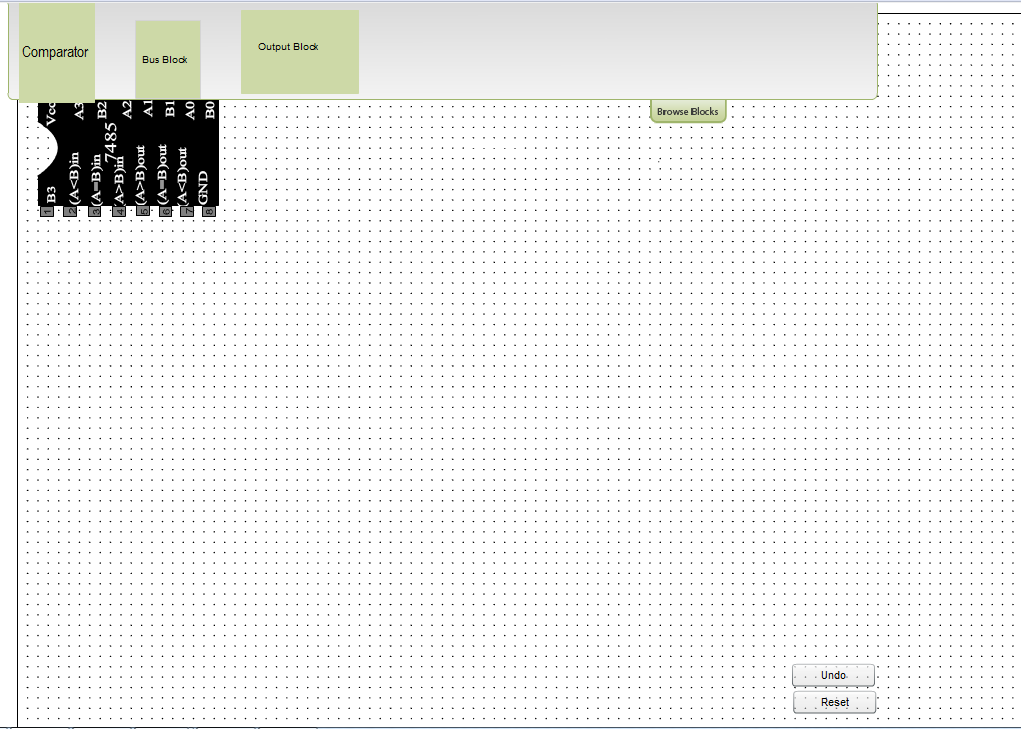 Comparator
Bus Block
Output Block
Browse Blocks
Vcc
A3
B2
A2
A1
B1
A0
B0
7485
B3
(A<B)in
(A=B)in
A>B)in
(A>B)out
(A=B)out
A<B)out
GND
1
2
3
4
5
6
7
8
Undo
Reset